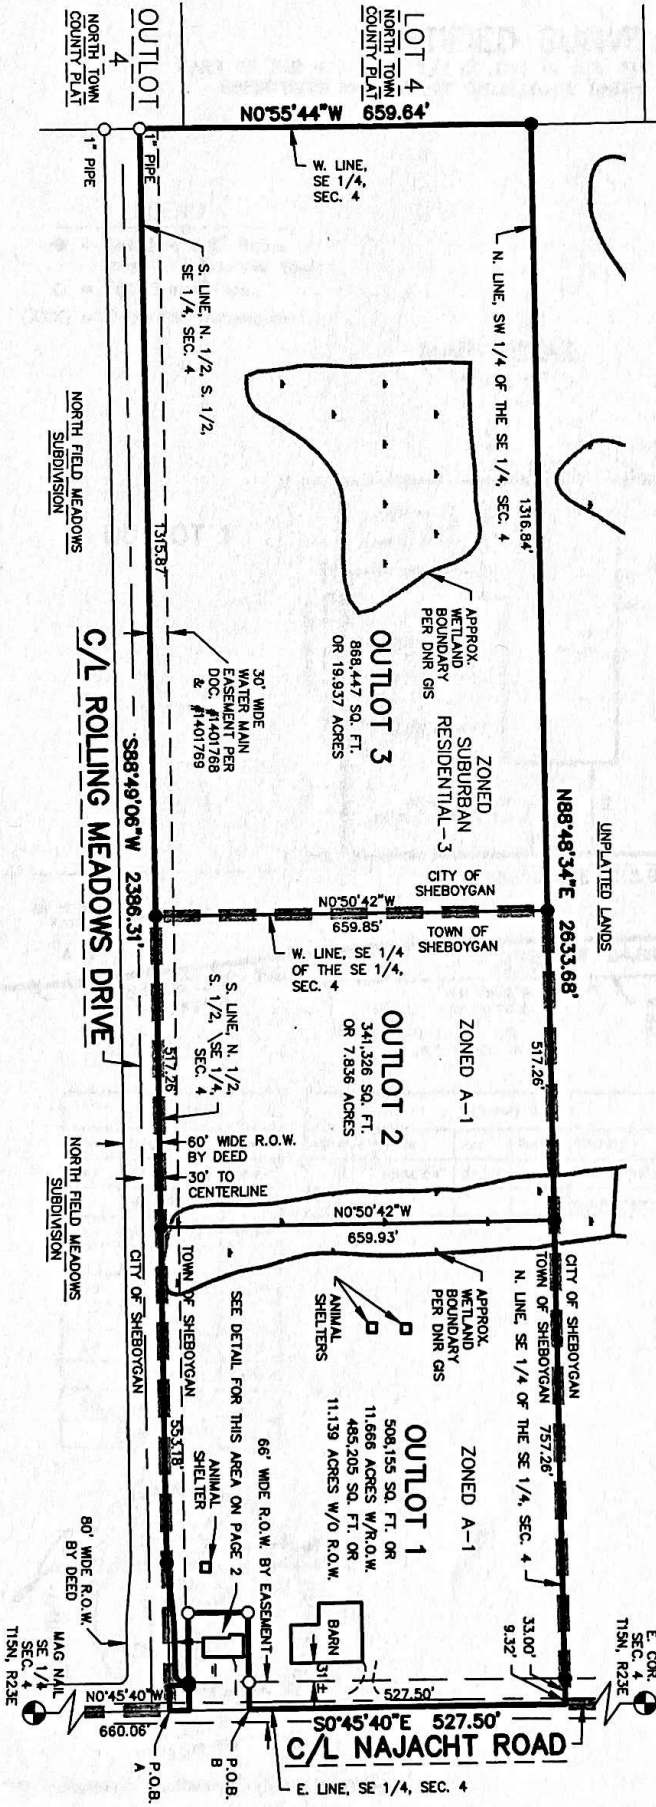 OUTLOT
4
NORTH TOWN
COUNTY PLAT
LOT 4
NORTH TOWN
COUNTY PLAT
N0°55'44"W 659.64'
1" PIPE
1" PIPE
W. LINE,
SE 1/4,
SEC. 4
S. LINE, N. 1/2, S. 1/2,
SE 1/4, SEC. 4
N. LINE, SW 1/4 OF THE SE 1/4, SEC. 4
1316.84'
NORTH FIELD MEADOWS
SUBDIVISION
1315.87'
APPROX.
WETLAND
BOUNDARY
PER DNR GIS
OUTLOT 3
868,447 SQ. FT.
OR 19.937 ACRES
ZONED
SUBURBAN
RESIDENTIAL-3
30' WIDE
WATER MAIN
EASEMENT PER
DOC. #1401768
& #1401769
C/L ROLLING MEADOWS DRIVE
S88°49'06"W 2386.31'
UNPLATTED LANDS
N88°48'34"E 2633.68'
CITY OF
SHEBOYGAN
N0°50'42"W
659.85'
TOWN OF
SHEBOYGAN
W. LINE, SE 1/4
OF THE SE 1/4,
SEC. 4
S. LINE, N. 1/2,
S. 1/2, SE 1/4,
SEC. 4
OUTLOT 2
341,326 SQ. FT.
OR 7.836 ACRES
ZONED A-1
517.26'
517.26'
60' WIDE R.O.W.
BY DEED
30' TO
CENTERLINE
NORTH FIELD MEADOWS
SUBDIVISION
N0°50'42"W
659.93'
CITY OF SHEBOYGAN
TOWN OF SHEBOYGAN
CITY OF SHEBOYGAN
TOWN OF SHEBOYGAN
757.26'
N. LINE, SE 1/4 OF THE SE 1/4, SEC. 4
APPROX.
WETLAND
BOUNDARY
PER DNR GIS
ANIMAL
SHELTERS
SEE DETAIL FOR THIS AREA ON PAGE 2
OUTLOT 1
508,155 SQ. FT. OR
11.666 ACRES W/R.O.W.
485,205 SQ. FT. OR
11.139 ACRES W/O R.O.W.
ZONED A-1
553.18'
ANIMAL
SHELTER
66' WIDE R.O.W. BY EASEMENT
BARN
31'±
33.00'
9.32'
80' WIDE R.O.W.
BY DEED
527.50'
N0°45'40"W
660.06'
S0°45'40"E 527.50'
C/L NAJACHT ROAD
MAG NAIL
SE 1/4
SEC. 4
T15N, R23E
E. COR.
SEC. 4
T15N, R23E
P.O.B.
A
P.O.B.
B
E. LINE, SE 1/4, SEC. 4